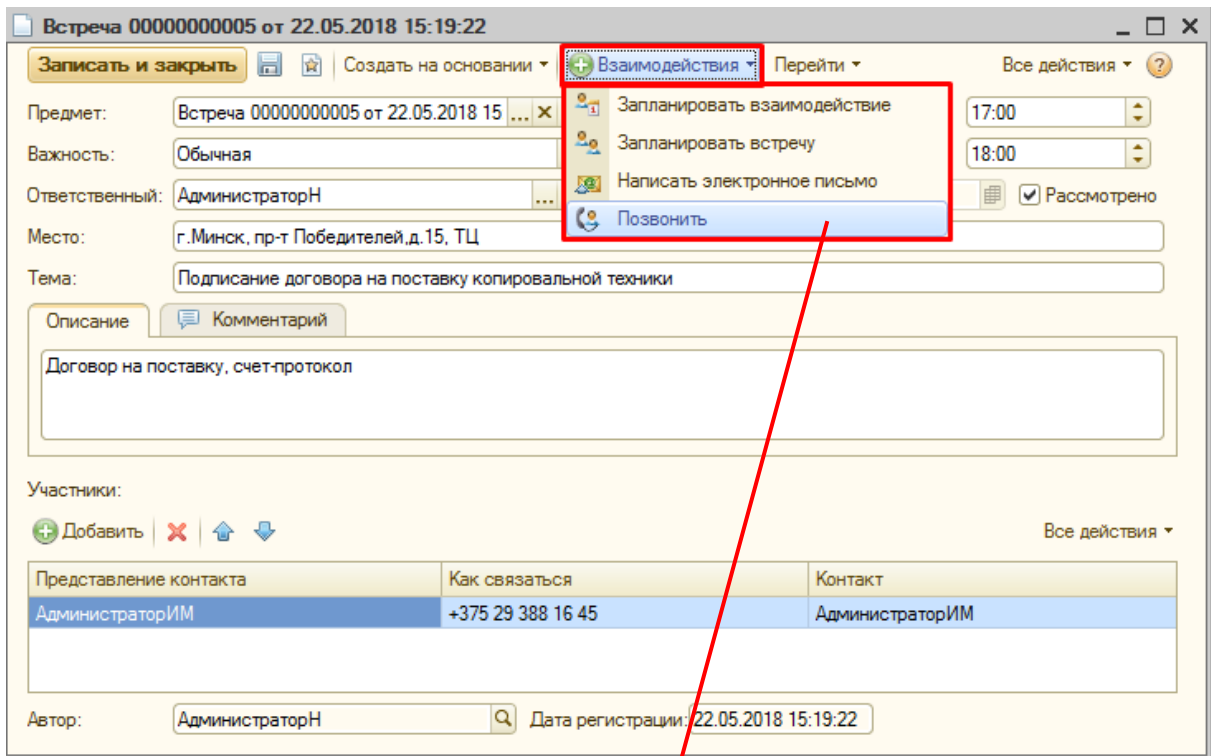 Встреча 00000000005 от 22.05.2018 15:19:22
Записать и закрыть Создать на основании Взаимодействия Перейти Все действия
Предмет: Встреча 00000000005 от 22.05.2018 15 ... Запланировать взаимодействие 17:00
Важность: Обычная Запланировать встречу 18:00
Ответственный: АдминистраторН ... Написать электронное письмо Рассмотрено
Позвонить
Место: г.Минск, пр-т Победителей,д.15, ТЦ
Тема: Подписание договора на поставку копировальной техники
Описание Комментарий
Договор на поставку, счет-протокол
Участники:
Добавить Все действия
Представление контакта Как связаться Контакт
АдминистраторИМ +375 29 388 16 45 АдминистраторИМ
Автор: АдминистраторН Дата регистрации: 22.05.2018 15:19:22